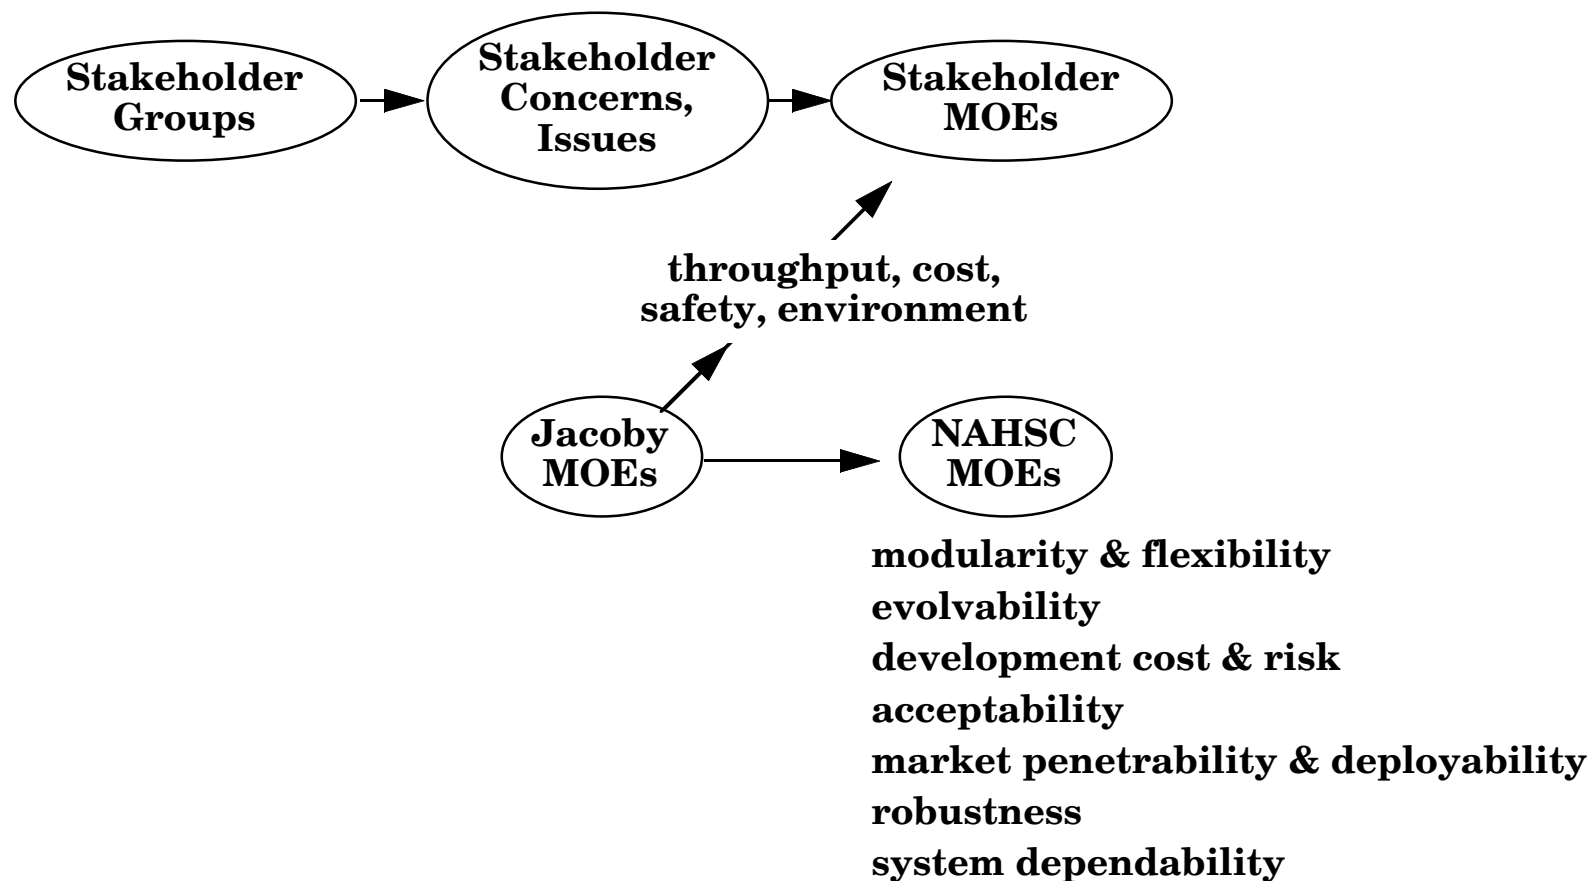 Stakeholder
Groups
Stakeholder
Concerns,
Issues
Stakeholder
MOEs
throughput, cost,
safety, environment
Jacoby
MOEs
NAHSC
MOEs
modularity & flexibility
evolvability
development cost & risk
acceptability
market penetrability & deployability
robustness
system dependability